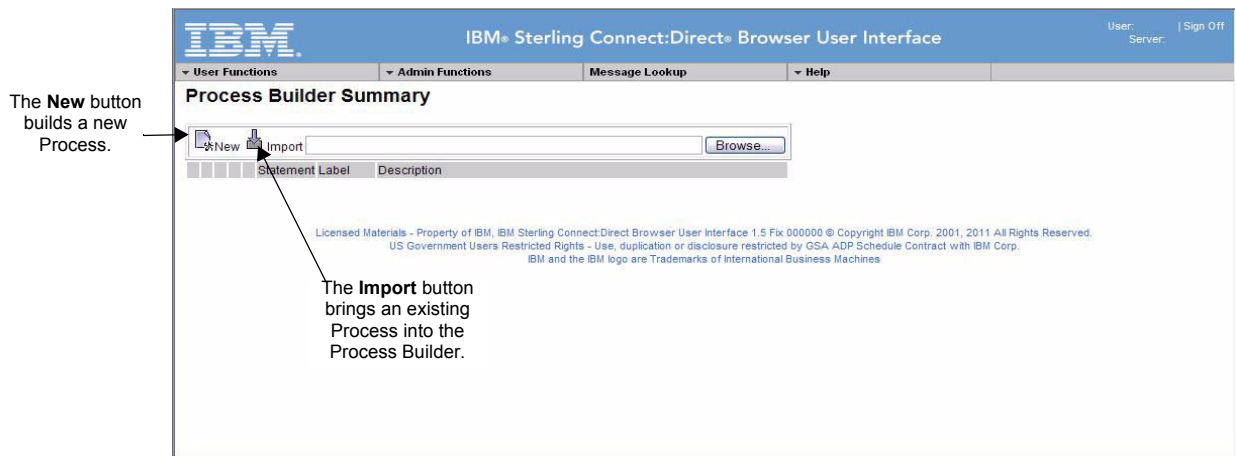 IBM.
IBM® Sterling Connect:Direct® Browser User Interface
User: | Sign Off
Server:
User Functions Admin Functions Message Lookup Help
Process Builder Summary
The New button
builds a new
Process.
New Import Browse...
Statement Label Description
Licensed Materials - Property of IBM, IBM Sterling Connect:Direct Browser User Interface 1.5 Fix 000000 © Copyright IBM Corp. 2001, 2011 All Rights Reserved.
US Government Users Restricted Rights - Use, duplication or disclosure restricted by GSA ADP Schedule Contract with IBM Corp.
IBM and the IBM logo are Trademarks of International Business Machines
The Import button
brings an existing
Process into the
Process Builder.